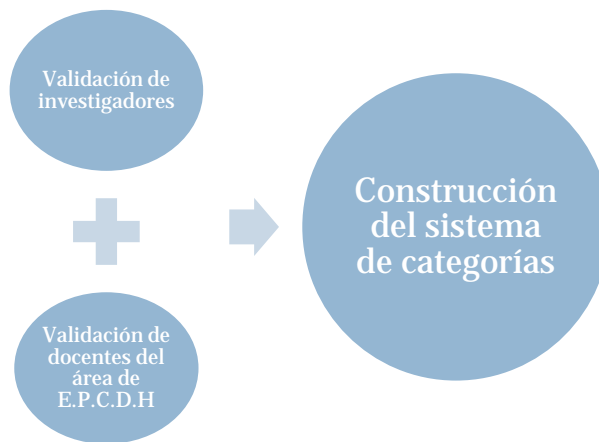 Validación de
investigadores
Validación de
docentes del
área de
E.P.C.D.H
Construcción
del sistema
de categorías